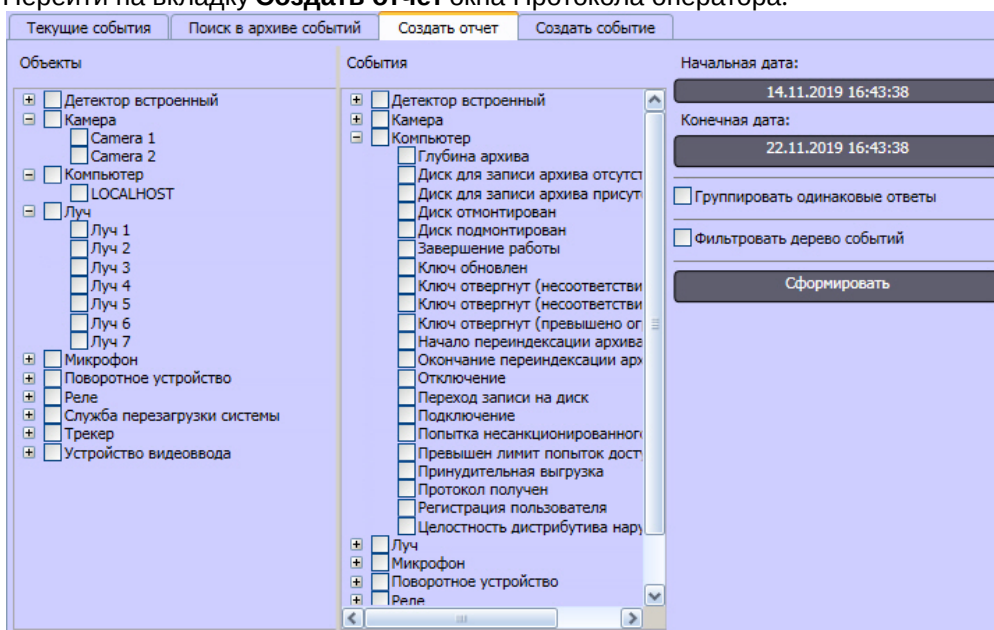 Перейти на вкладку Создать отчет окна Протокола оператора.
Текущие события
Поиск в архиве событий
Создать отчет
Создать событие
Объекты
Детектор встроенный
Камера
Camera 1
Camera 2
Компьютер
LOCALHOST
Луч
Луч 1
Луч 2
Луч 3
Луч 4
Луч 5
Луч 6
Луч 7
Микрофон
Поворотное устройство
Реле
Служба перезагрузки системы
Трекер
Устройство видеоввода
События
Детектор встроенный
Камера
Компьютер
Глубина архива
Диск для записи архива отсутст
Диск для записи архива присут
Диск отмонтирован
Диск подмонтирован
Завершение работы
Ключ обновлен
Ключ отвергнут (несоответстви
Ключ отвергнут (несоответстви
Ключ отвергнут (превышено ог
Начало переиндексации архива
Окончание переиндексации арх
Отключение
Переход записи на диск
Подключение
Попытка несанкционированного
Превышен лимит попыток дост
Принудительная выгрузка
Протокол получен
Регистрация пользователя
Целостность дистрибутива нару
Луч
Микрофон
Поворотное устройство
Реле
Начальная дата:
14.11.2019 16:43:38
Конечная дата:
22.11.2019 16:43:38
Группировать одинаковые ответы
Фильтровать дерево событий
Сформировать